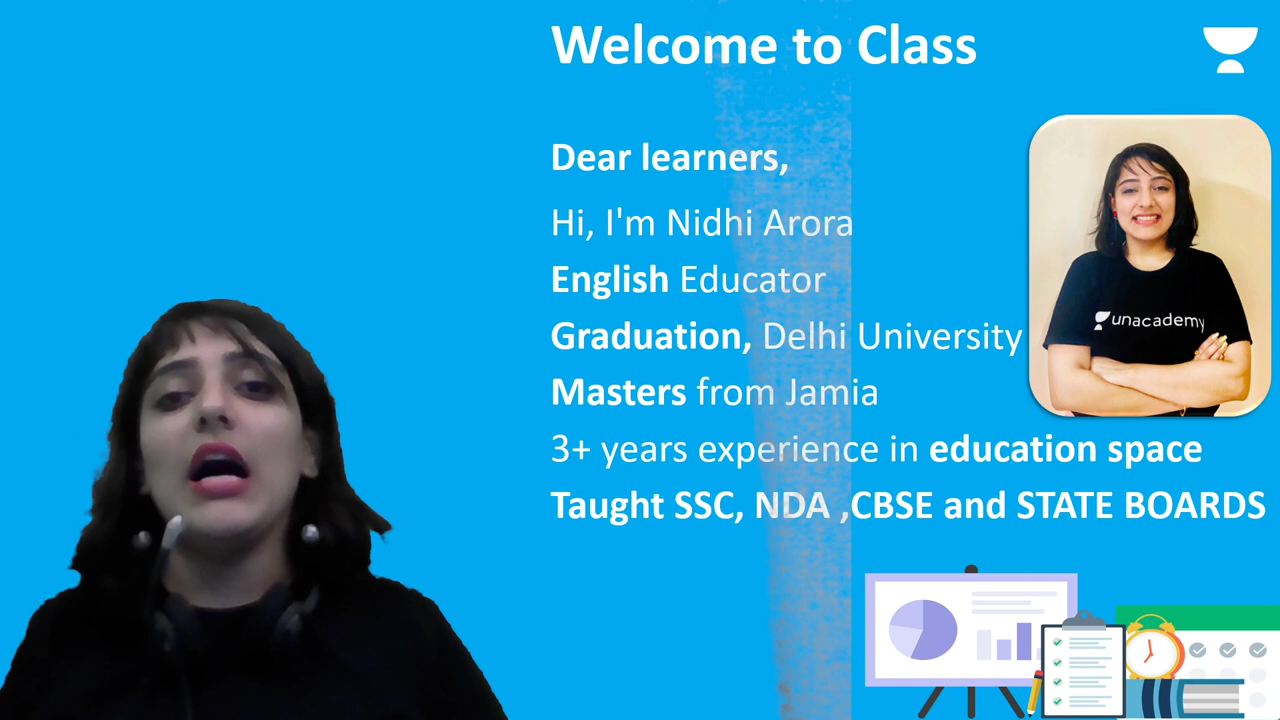 Welcome to Class
Dear learners,
Hi, I'm Nidhi Arora
English Educator
Graduation, Delhi University
Masters from Jamia
3+ years experience in education space
Taught SSC, NDA ,CBSE and STATE BOARDS
unacademy